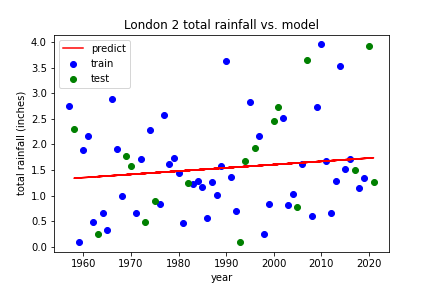 London 2 total rainfall vs. model
predict
train
test
total rainfall (inches)
4.0
3.5
3.0
2.5
2.0
1.5
1.0
0.5
0.0
1960 1970 1980 1990 2000 2010 2020
year